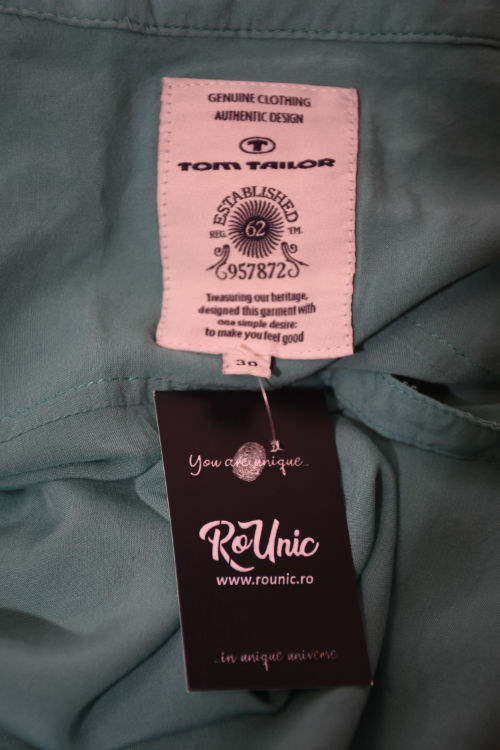 GENUINE CLOTHING
AUTHENTIC DESIGN
T
TOM TAILOR
ESTABLISHED
REG. 62 TM.
957872
Treasuring our heritage,
designed this garment with
one simple desire:
to make you feel good
You are unique...
RoUnic
www.rounic.ro
...in unique universe